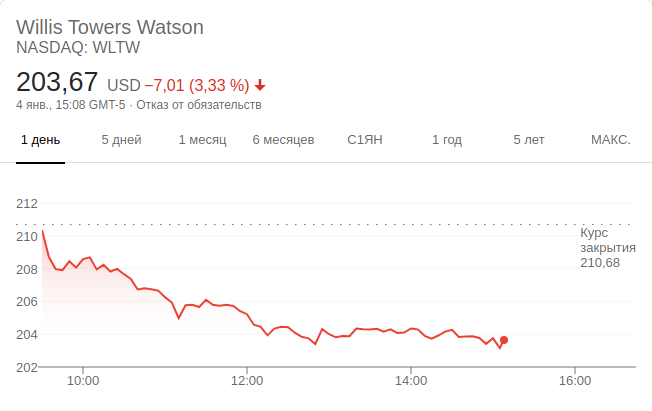 Willis Towers Watson
NASDAQ: WLTW
203,67 USD −7,01 (3,33 %)
4 янв., 15:08 GMT-5 · Отказ от обязательств
1 день 5 дней 1 месяц 6 месяцев С1ЯН 1 год 5 лет МАКС.
212
210
208
206
204
202
Курс
закрытия
210,68
10:00 12:00 14:00 16:00